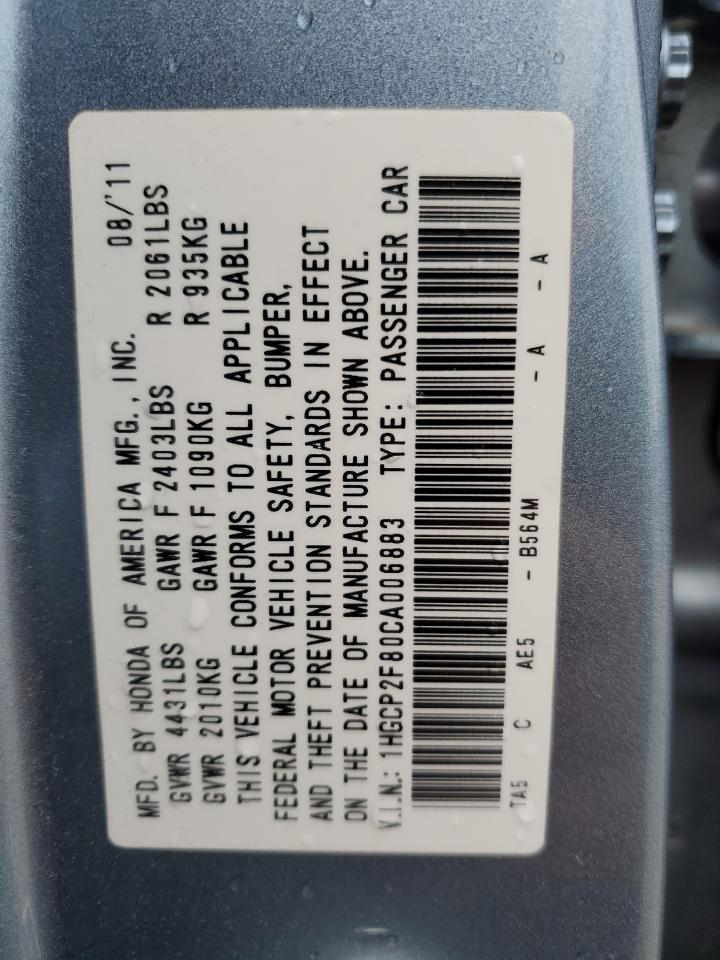 MFD. BY HONDA OF AMERICA MFG., INC. 08/'11
GVWR 4431LBS GAWR F 2403LBS R 2061LBS
GVWR 2010KG GAWR F 1090KG R 935KG
THIS VEHICLE CONFORMS TO ALL APPLICABLE
FEDERAL MOTOR VEHICLE SAFETY, BUMPER,
AND THEFT PREVENTION STANDARDS IN EFFECT
ON THE DATE OF MANUFACTURE SHOWN ABOVE.
V.I.N.: 1HGCP2F80CA006883 TYPE: PASSENGER CAR
TA5 C AE5 - B564M - A - A